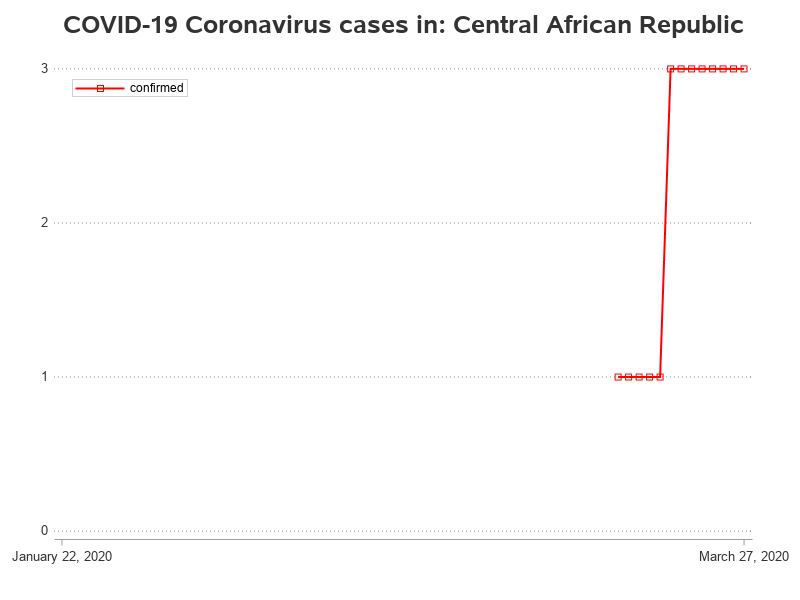 COVID-19 Coronavirus cases in: Central African Republic
3
confirmed
2
1
0
January 22, 2020
March 27, 2020